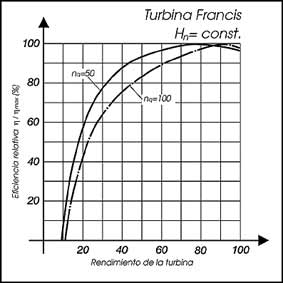 Turbina Francis
Hn= const.
100
80
60
40
20
nq=50
nq=100
Eficiencia relativa η / ηmax (%)
20
40
60
80
100
Rendimiento de la turbina